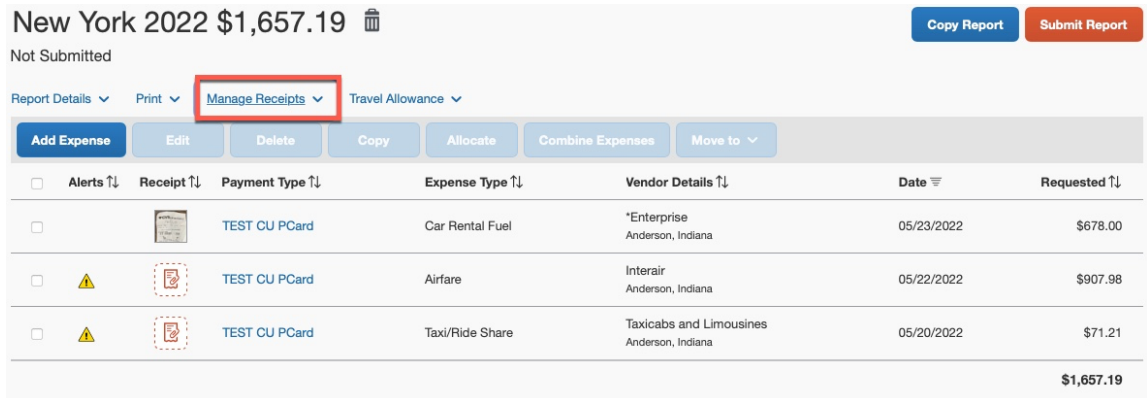 New York 2022 $1,657.19
Copy Report
Submit Report
Not Submitted
Report Details
Print
Manage Receipts
Travel Allowance
Add Expense
Edit
Delete
Copy
Allocate
Combine Expenses
Move to
Alerts
Receipt
Payment Type
Expense Type
Vendor Details
Date
Requested
TEST CU PCard
Car Rental Fuel
*Enterprise
Anderson, Indiana
05/23/2022
$678.00
TEST CU PCard
Airfare
Interair
Anderson, Indiana
05/22/2022
$907.98
TEST CU PCard
Taxi/Ride Share
Taxicabs and Limousines
Anderson, Indiana
05/20/2022
$71.21
$1,657.19